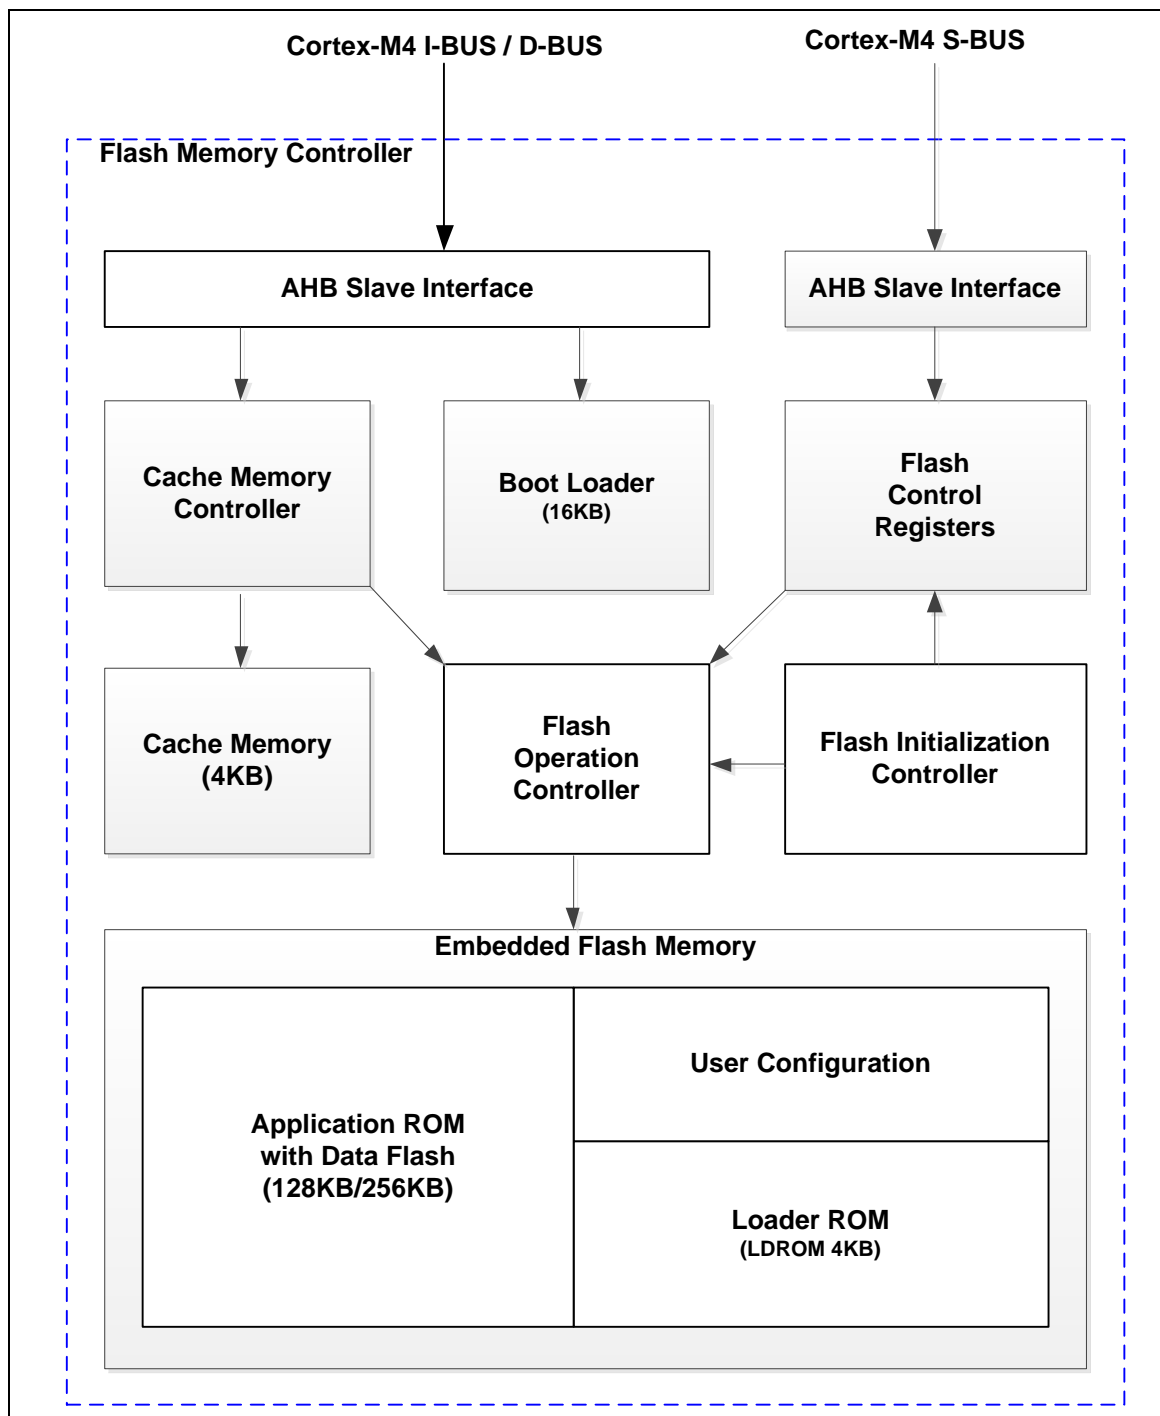 Cortex-M4 I-BUS / D-BUS
Cortex-M4 S-BUS
Flash Memory Controller
AHB Slave Interface
AHB Slave Interface
Cache Memory
Controller
Boot Loader
(16KB)
Flash
Control
Registers
Cache Memory
(4KB)
Flash
Operation
Controller
Flash Initialization
Controller
Embedded Flash Memory
Application ROM
with Data Flash
(128KB/256KB)
User Configuration
Loader ROM
(LDROM 4KB)